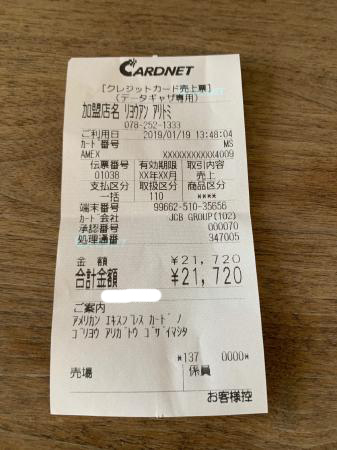 CARDNET
[クレジットカード売上票]
(データギャザ専用)
加盟店名 リョウアン アリトミ
078-252-1333
ご利用日 2019/01/19 13:48:04
カード番号 MS
AMEX XXXXXXXXXXX4009
伝票番号 有効期限 取引内容
01038 XX年XX月 売上
支払区分 取扱区分 商品区分
一括 110 ****
端末番号 99662-510-35656
カード会社 JCB GROUP(102)
承認番号 000070
処理通番 347005
金 額 ¥21,720
合計金額 ¥21,720
ご案内
アメリカン エキスプレス カードノ
ゴリヨウ アリガトウ ゴザイマシタ
*137 0000*
売場 係員
お客様控